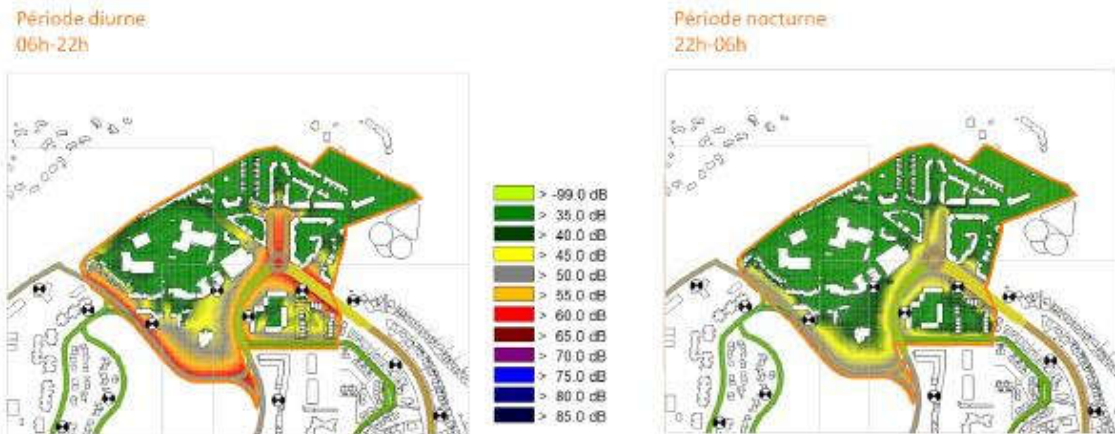 Période diurne
06h-22h
Période nocturne
22h-06h
> -99.0 dB
> 35.0 dB
> 40.0 dB
> 45.0 dB
> 50.0 dB
> 55.0 dB
> 60.0 dB
> 65.0 dB
> 70.0 dB
> 75.0 dB
> 80.0 dB
> 85.0 dB